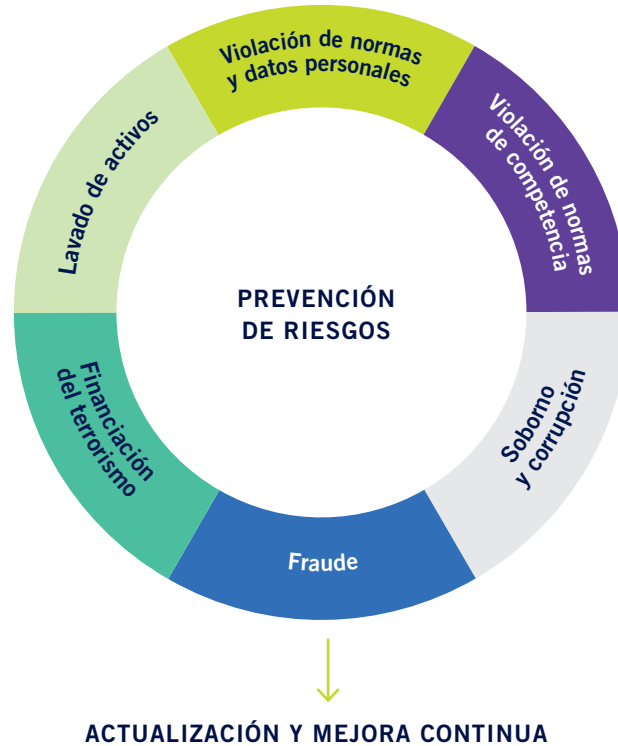 Violación de normas
y datos personales
Violación de normas
de competencia
Soborno
y corrupción
Fraude
Financiación
del terrorismo
Lavado de activos
PREVENCIÓN
DE RIESGOS
ACTUALIZACIÓN Y MEJORA CONTINUA